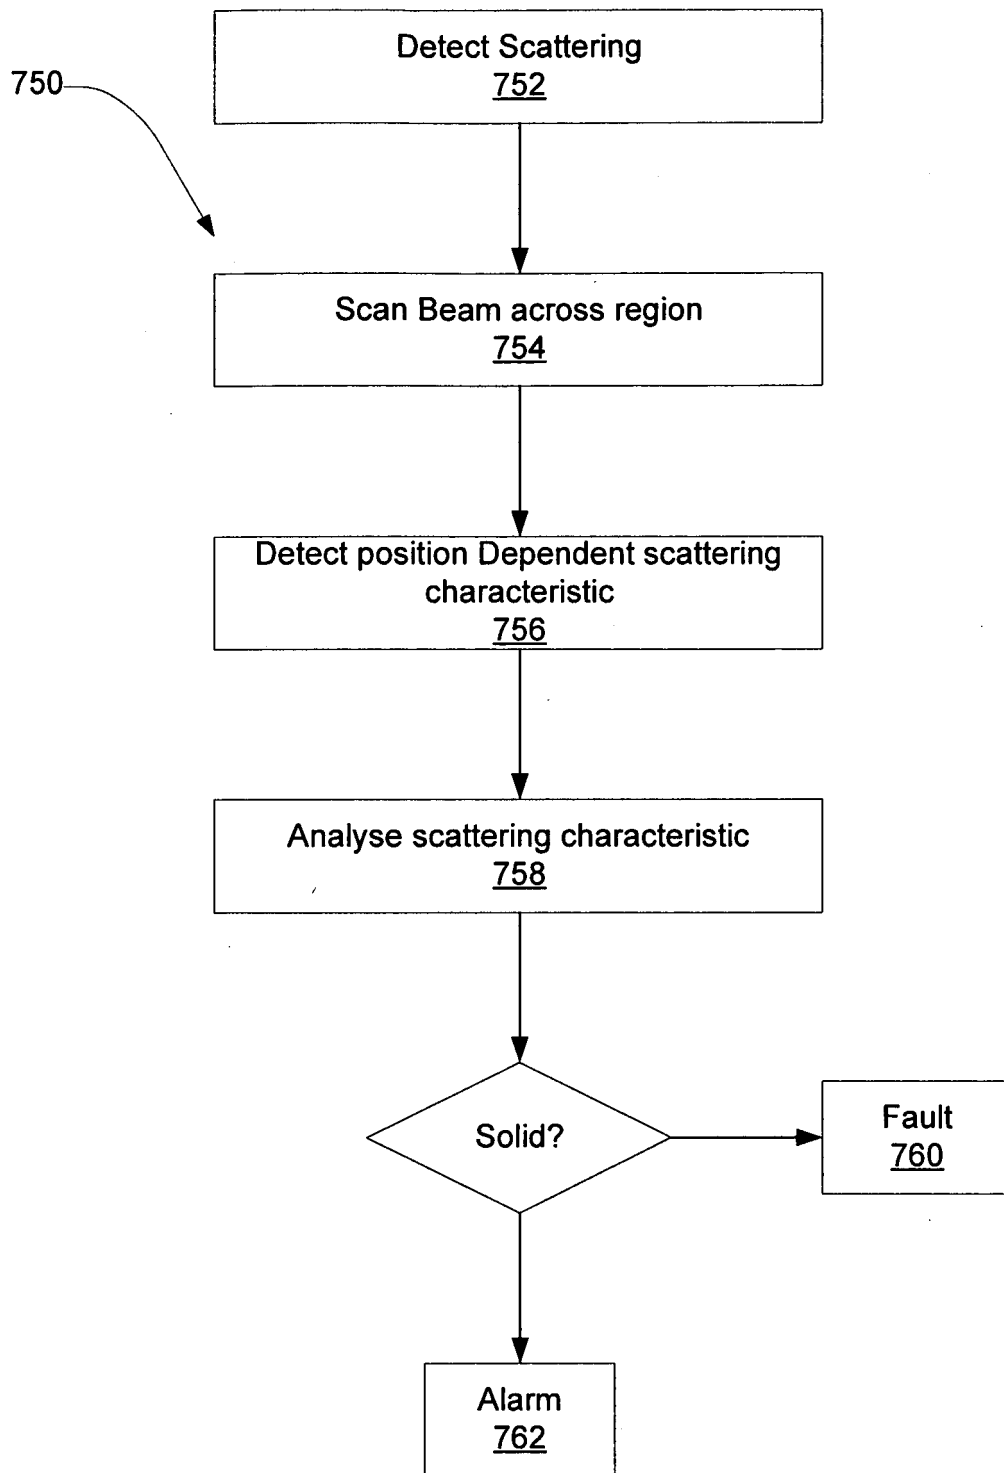 Detect Scattering
752
750
Scan Beam across region
754
Detect position Dependent scattering
characteristic
756
Analyse scattering characteristic
758
Solid?
Fault
760
Alarm
762